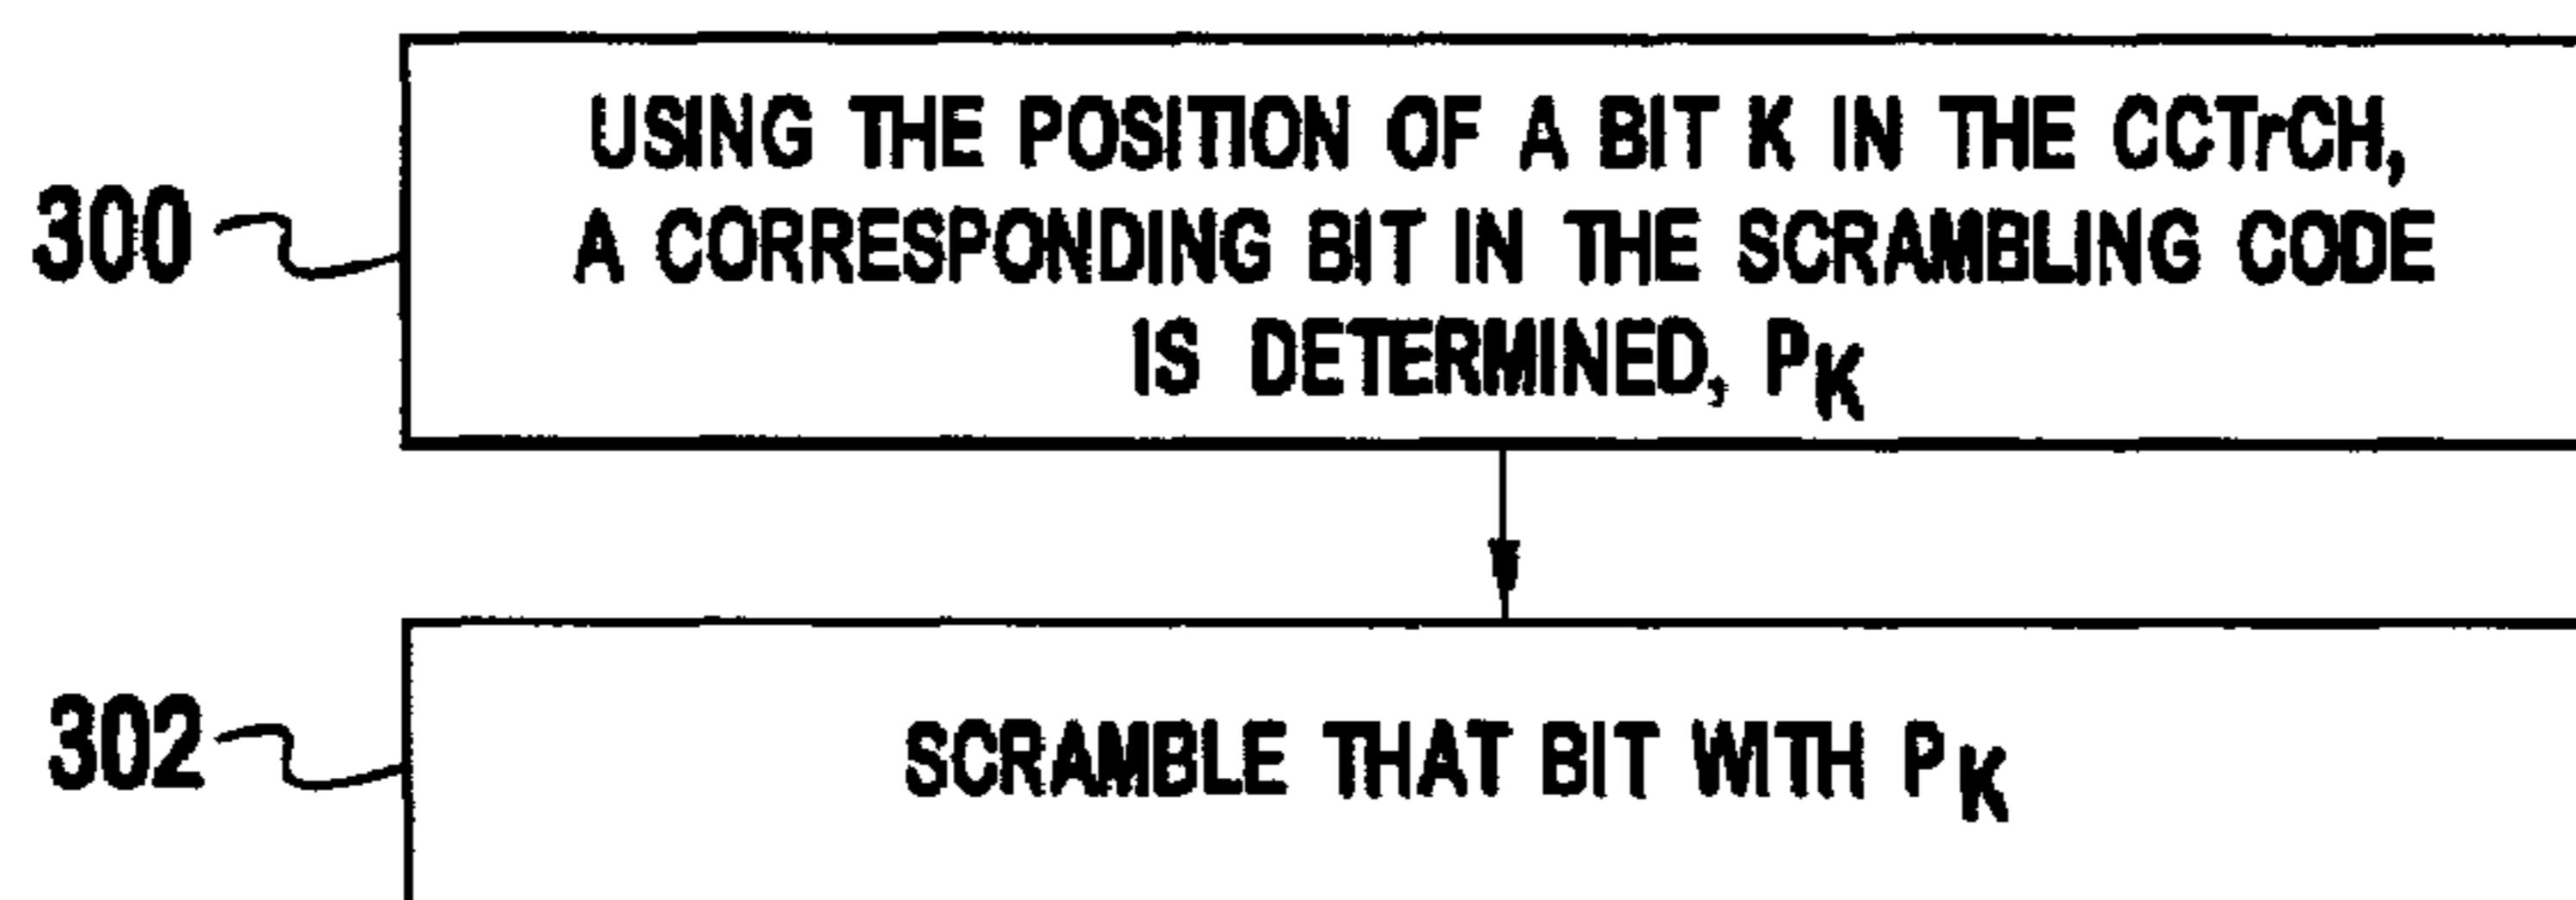 300
USING THE POSITION OF A BIT K IN THE CCTrCH,
A CORRESPONDING BIT IN THE SCRAMBLING CODE
IS DETERMINED, PK
302
SCRAMBLE THAT BIT WITH PK